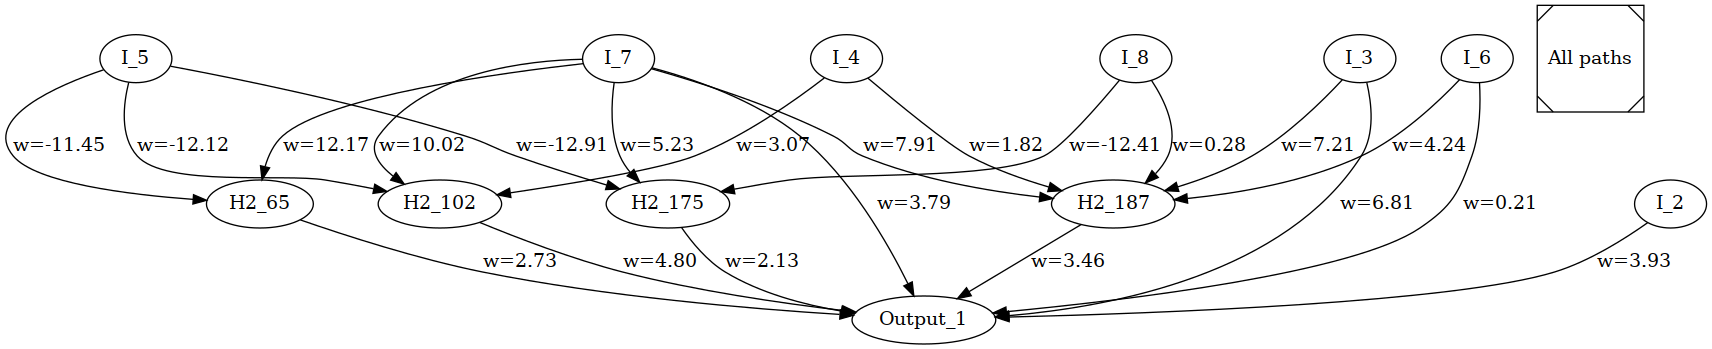 I_5
I_7
I_4
I_8
I_3
I_6
All paths
w=-11.45
w=-12.12
w=12.17
w=10.02
w=5.23
w=-12.91
w=3.07
w=7.91
w=1.82
w=-12.41
w=0.28
w=7.21
w=4.24
H2_65
H2_102
H2_175
w=3.79
H2_187
w=6.81
w=0.21
I_2
w=2.73
w=4.80
w=2.13
w=3.46
w=3.93
Output_1